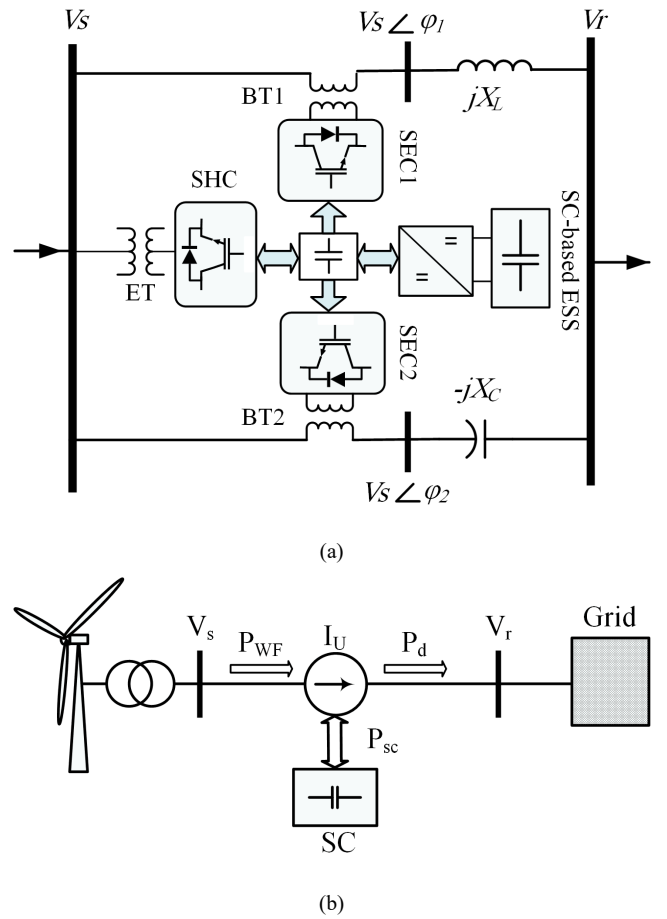 Vs
Vs∠φ1
Vr
BT1
jXL
SEC1
SHC
SC-based ESS
=
=
ET
SEC2
BT2
-jXC
Vs∠φ2
(a)
Vs
PWF
IU
Pd
Vr
Grid
Psc
SC
(b)